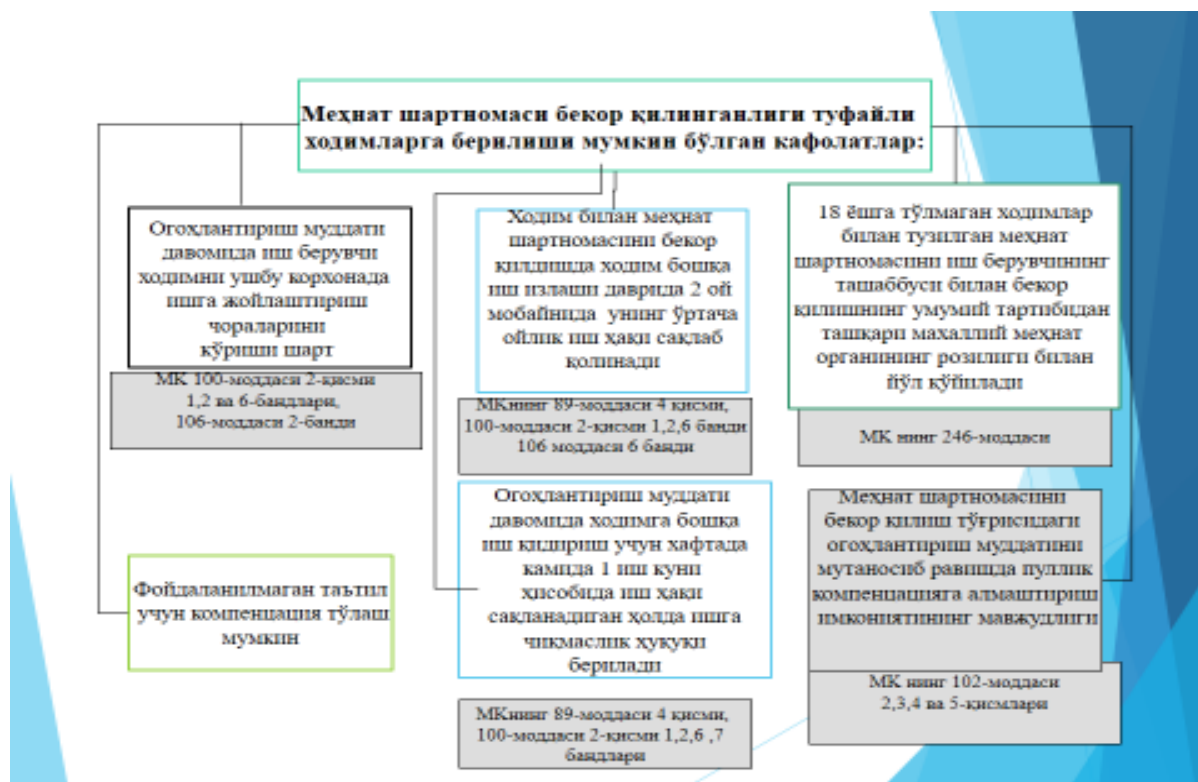 Меҳнат шартномаси бекор қилинганлиги туфайли
ходимларга берилиши мумкин бўлган кафолатлар:
Огоҳлантириш муддати
давомида иш берувчи
ходимни ушбу корхонада
ишга жойлаштириш
чораларини
кўриши шарт
МК 100-моддаси 2-қисми
1,2 ва 6-бандлари,
106-моддаси 2-банди
Фойдаланилмаган таътил
учун компенцация тўлаш
мумкин
Ходим билан меҳнат
шартномасини бекор
қилдишда ходим бошка
иш излаши даврида 2 ой
мобайнида унинг ўртача
ойлик иш ҳақи сақлаб
қолинади
МКнинг 89-моддаси 4 қисми,
100-моддаси 2-қисми 1,2,6 банди
106 моддаси 6 банди
Огоҳлантириш муддати
давомида ходимга бошка
иш қидириш учун хафтада
камида 1 иш куни
ҳисобида иш ҳақи
сақланадиган ҳолда ишга
чиқмаслик ҳуқуқи
берилади
МКнинг 89-моддаси 4 қисми,
100-моддаси 2-қисми 1,2,6 ,7
бандлари
18 ёшга тўлмаган ходимлар
билан тузилган меҳнат
шартномасини иш берувчининг
ташаббуси билан бекор
қилишнинг умумий тартибидан
ташқари махаллий меҳнат
органининг розилиги билан
йўл қўйилади
МК нинг 246-моддаси
Меҳнат шартномасини
бекор қилиш тўғрисидаги
огоҳлантириш муддатини
мутаносиб равишда пуллик
компенцацияга алмаштириш
имкониятининг мавжудлиги
МК нинг 102-моддаси
2,3,4 ва 5-қисмлари